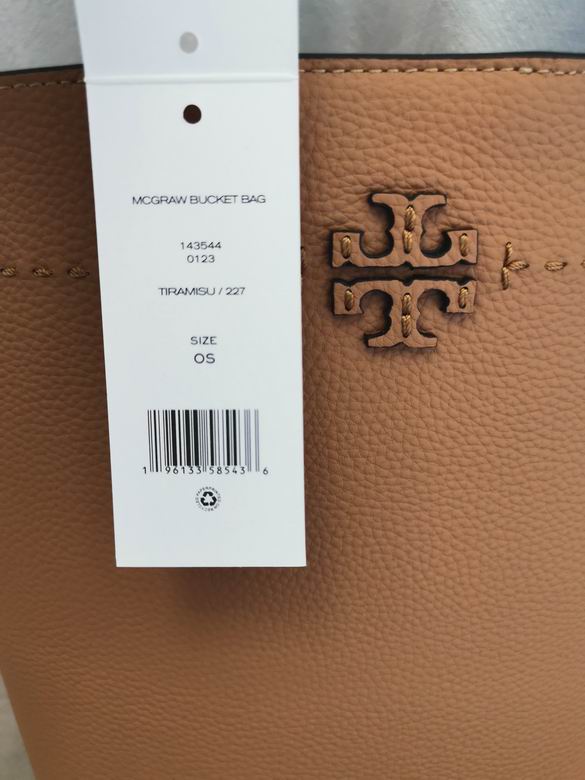 MCGRAW BUCKET BAG
143544
0123
TIRAMISU / 227
SIZE
OS
1 96133 58543 6